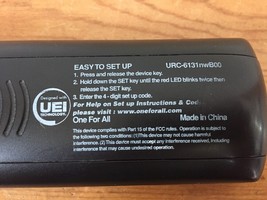 EASY TO SET UP URC-6131nwB00
1. Press and release the device key.
2. Hold down the SET key until the red LED blinks twice then
release the SET key.
3. Enter the 4-digit set up code.
For Help on Set up Instructions & Code
please visit : www.oneforall.com
One For All Made In China
This device complies with Part 15 of the FCC rules. Operation is subject to
following two conditions: (1)This device may not cause harmful
interference. (2)This device must accept any interference received, including
interference that may cause undesired operation.
Designed with
UEI
TECHNOLOGY